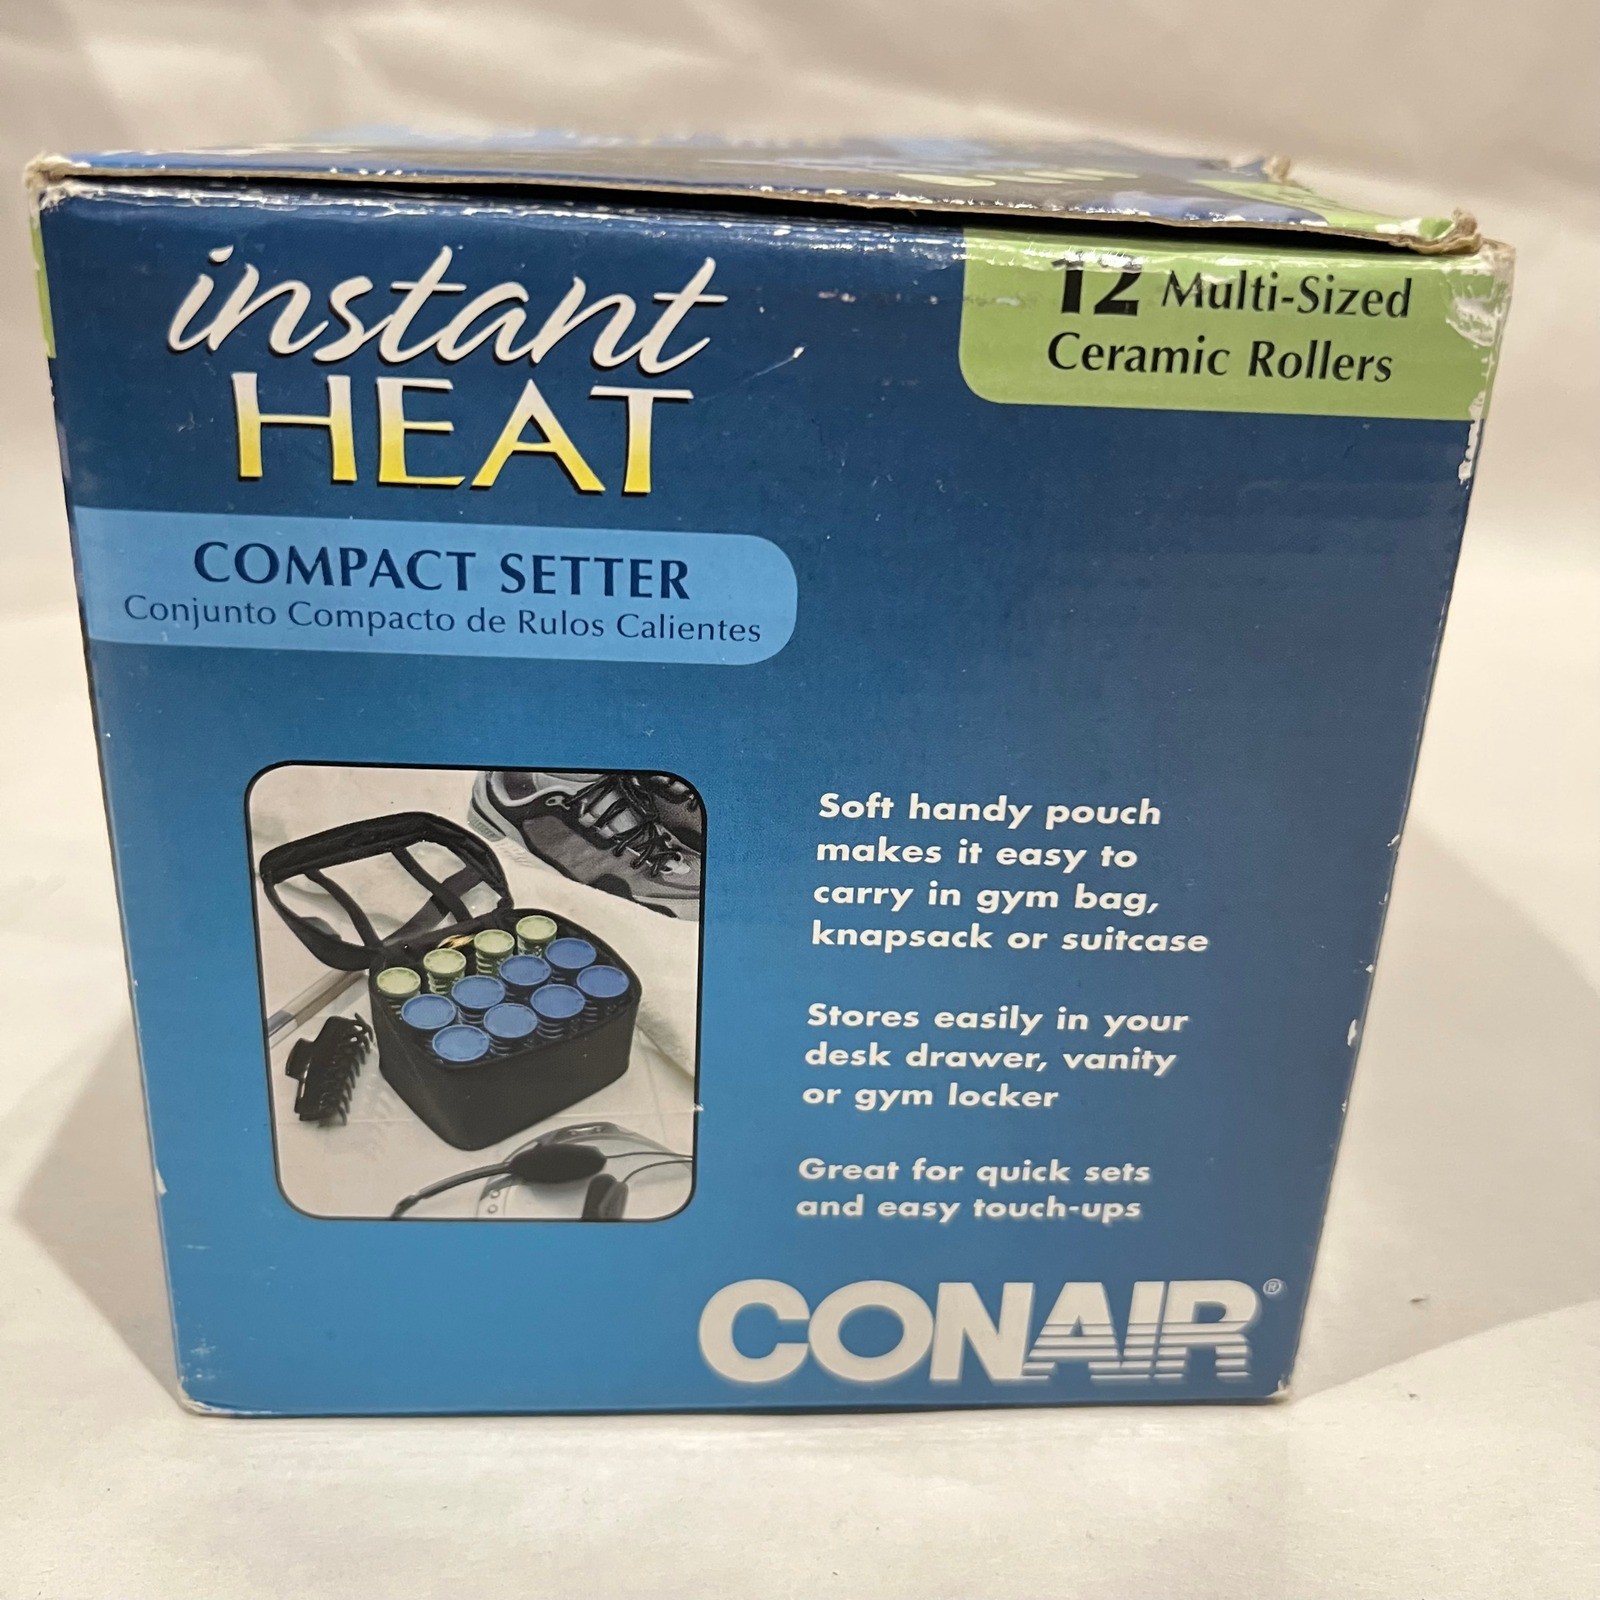 instant
HEAT
12 Multi-Sized
Ceramic Rollers
COMPACT SETTER
Conjunto Compacto de Rulos Calientes
Soft handy pouch
makes it easy to
carry in gym bag,
knapsack or suitcase
Stores easily in your
desk drawer, vanity
or gym locker
Great for quick sets
and easy touch-ups
CONAIR®